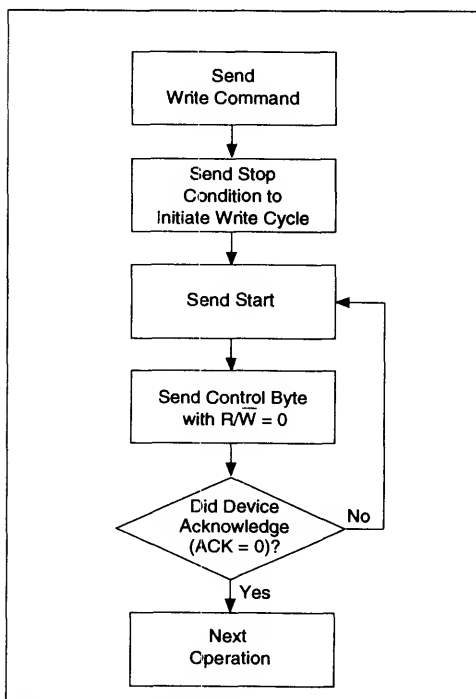 Send
Write Command
Send Stop
Condition to
Initiate Write Cycle
Send Start
Send Control Byte
with R/W̅ = 0
Did Device
Acknowledge
(ACK = 0)?
No
Yes
Next
Operation